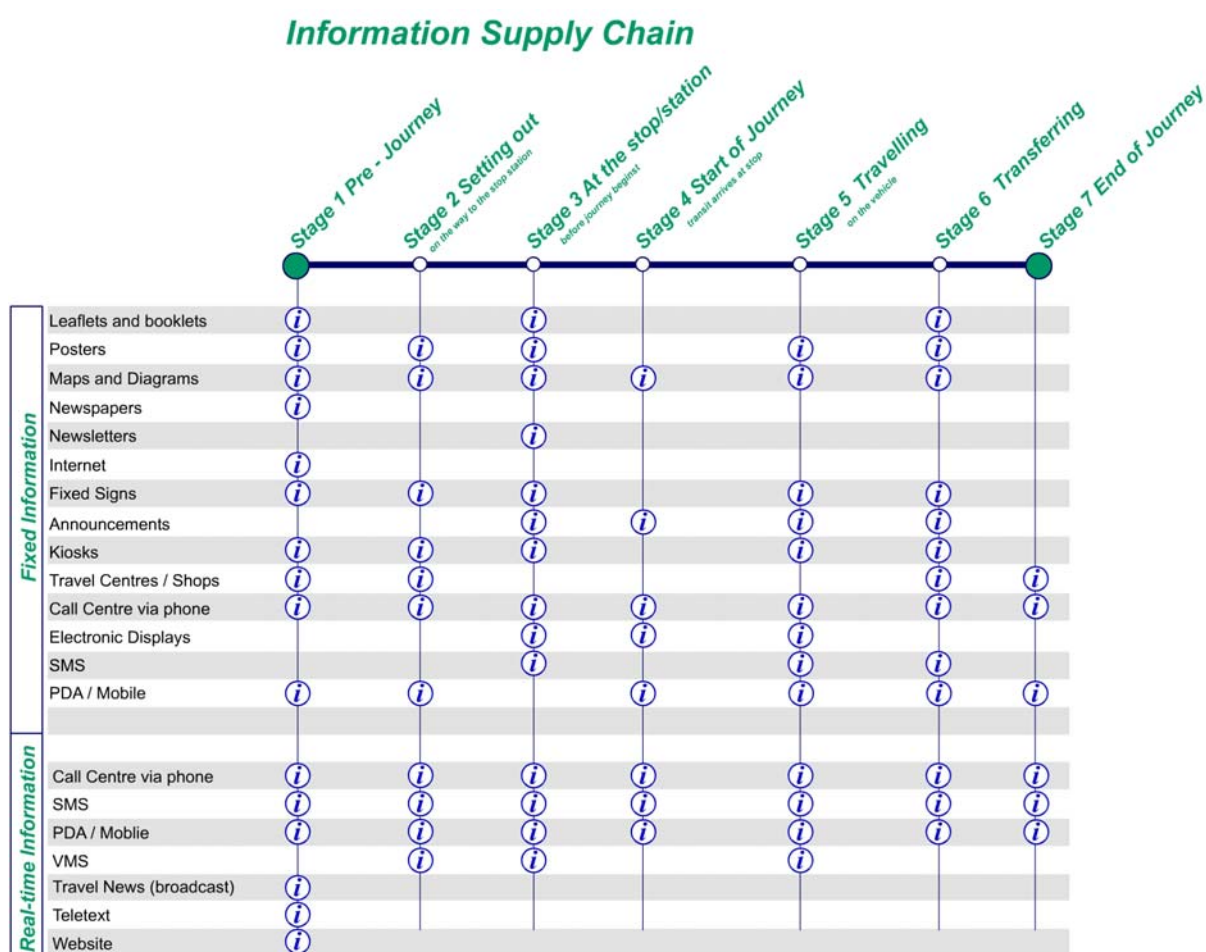 Information Supply Chain
Stage 1 Pre - Journey
Stage 2 Setting out
on the way to the stop station
Stage 3 At the stop/station
before journey beginst
Stage 4 Start of Journey
transit arrives at stop
Stage 5 Travelling
on the vehicle
Stage 6 Transferring
Stage 7 End of Journey
Fixed Information
Leaflets and booklets i i i
Posters i i i i i
Maps and Diagrams i i i i i i
Newspapers i
Newsletters i
Internet i
Fixed Signs i i i i i
Announcements i i i i
Kiosks i i i i i
Travel Centres / Shops i i i i
Call Centre via phone i i i i i i i
Electronic Displays i i i
SMS i i i
PDA / Mobile i i i i i i
Real-time Information
Call Centre via phone i i i i i i i
SMS i i i i i i i
PDA / Moblie i i i i i i i
VMS i i i
Travel News (broadcast) i
Teletext i
Website i